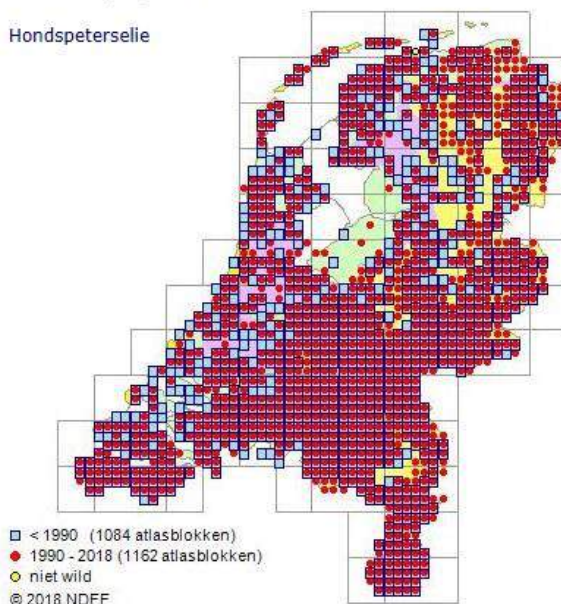 Hondspeterselie
< 1990 (1084 atlasblokken)
1990 - 2018 (1162 atlasblokken)
niet wild
© 2018 NDFF